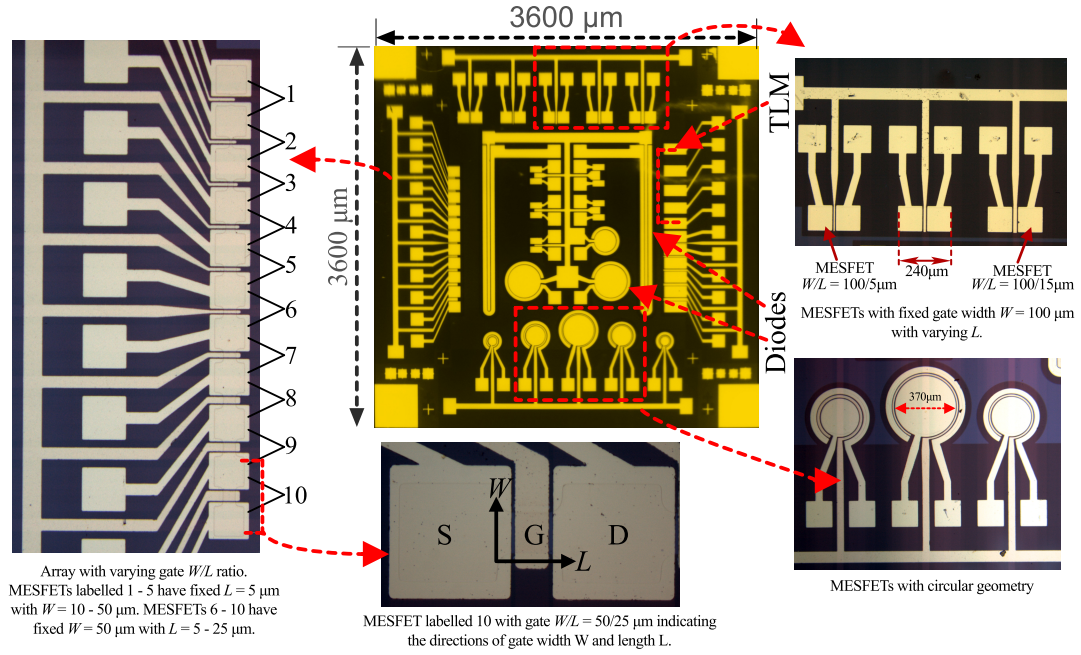 3600 μm
3600 μm
1
2
3
4
5
6
7
8
9
10
Array with varying gate W/L ratio.
MESFETs labelled 1 - 5 have fixed L = 5 μm
with W = 10 - 50 μm. MESFETs 6 - 10 have
fixed W = 50 μm with L = 5 - 25 μm.
TLM
Diodes
S
W
G
D
L
MESFET labelled 10 with gate W/L = 50/25 μm indicating
the directions of gate width W and length L.
240μm
MESFET
W/L = 100/5μm
MESFET
W/L = 100/15μm
MESFETs with fixed gate width W = 100 μm
with varying L.
370μm
MESFETs with circular geometry